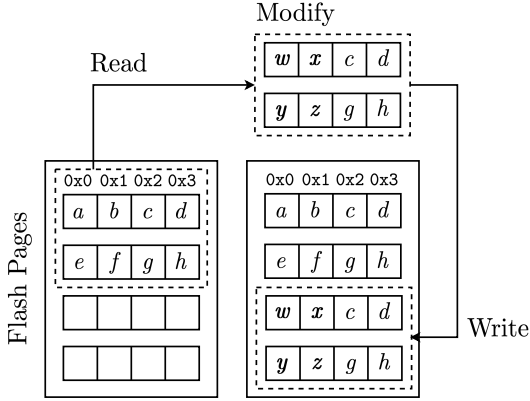 Modify
w x c d
y z g h
Read
Flash Pages
0x0 0x1 0x2 0x3
a b c d
e f g h
0x0 0x1 0x2 0x3
a b c d
e f g h
w x c d
y z g h
Write